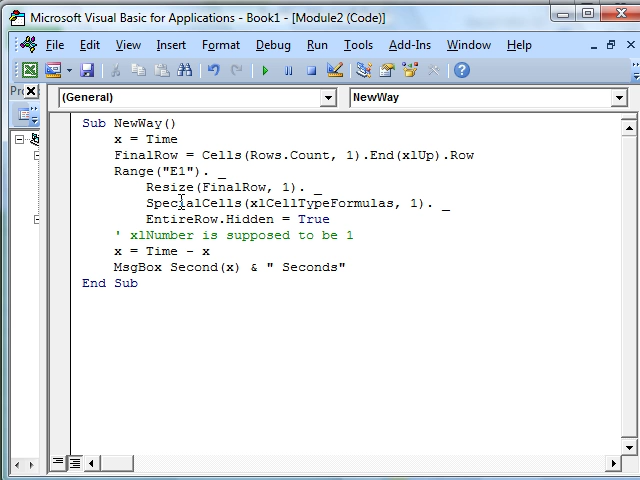 Microsoft Visual Basic for Applications - Book1 - [Module2 (Code)]
File Edit View Insert Format Debug Run Tools Add-Ins Window Help
(General) NewWay
Sub NewWay()
x = Time
FinalRow = Cells(Rows.Count, 1).End(xlUp).Row
Range("E1"). _
Resize(FinalRow, 1). _
SpecialCells(xlCellTypeFormulas, 1). _
EntireRow.Hidden = True
' xlNumber is supposed to be 1
x = Time - x
MsgBox Second(x) & " Seconds"
End Sub